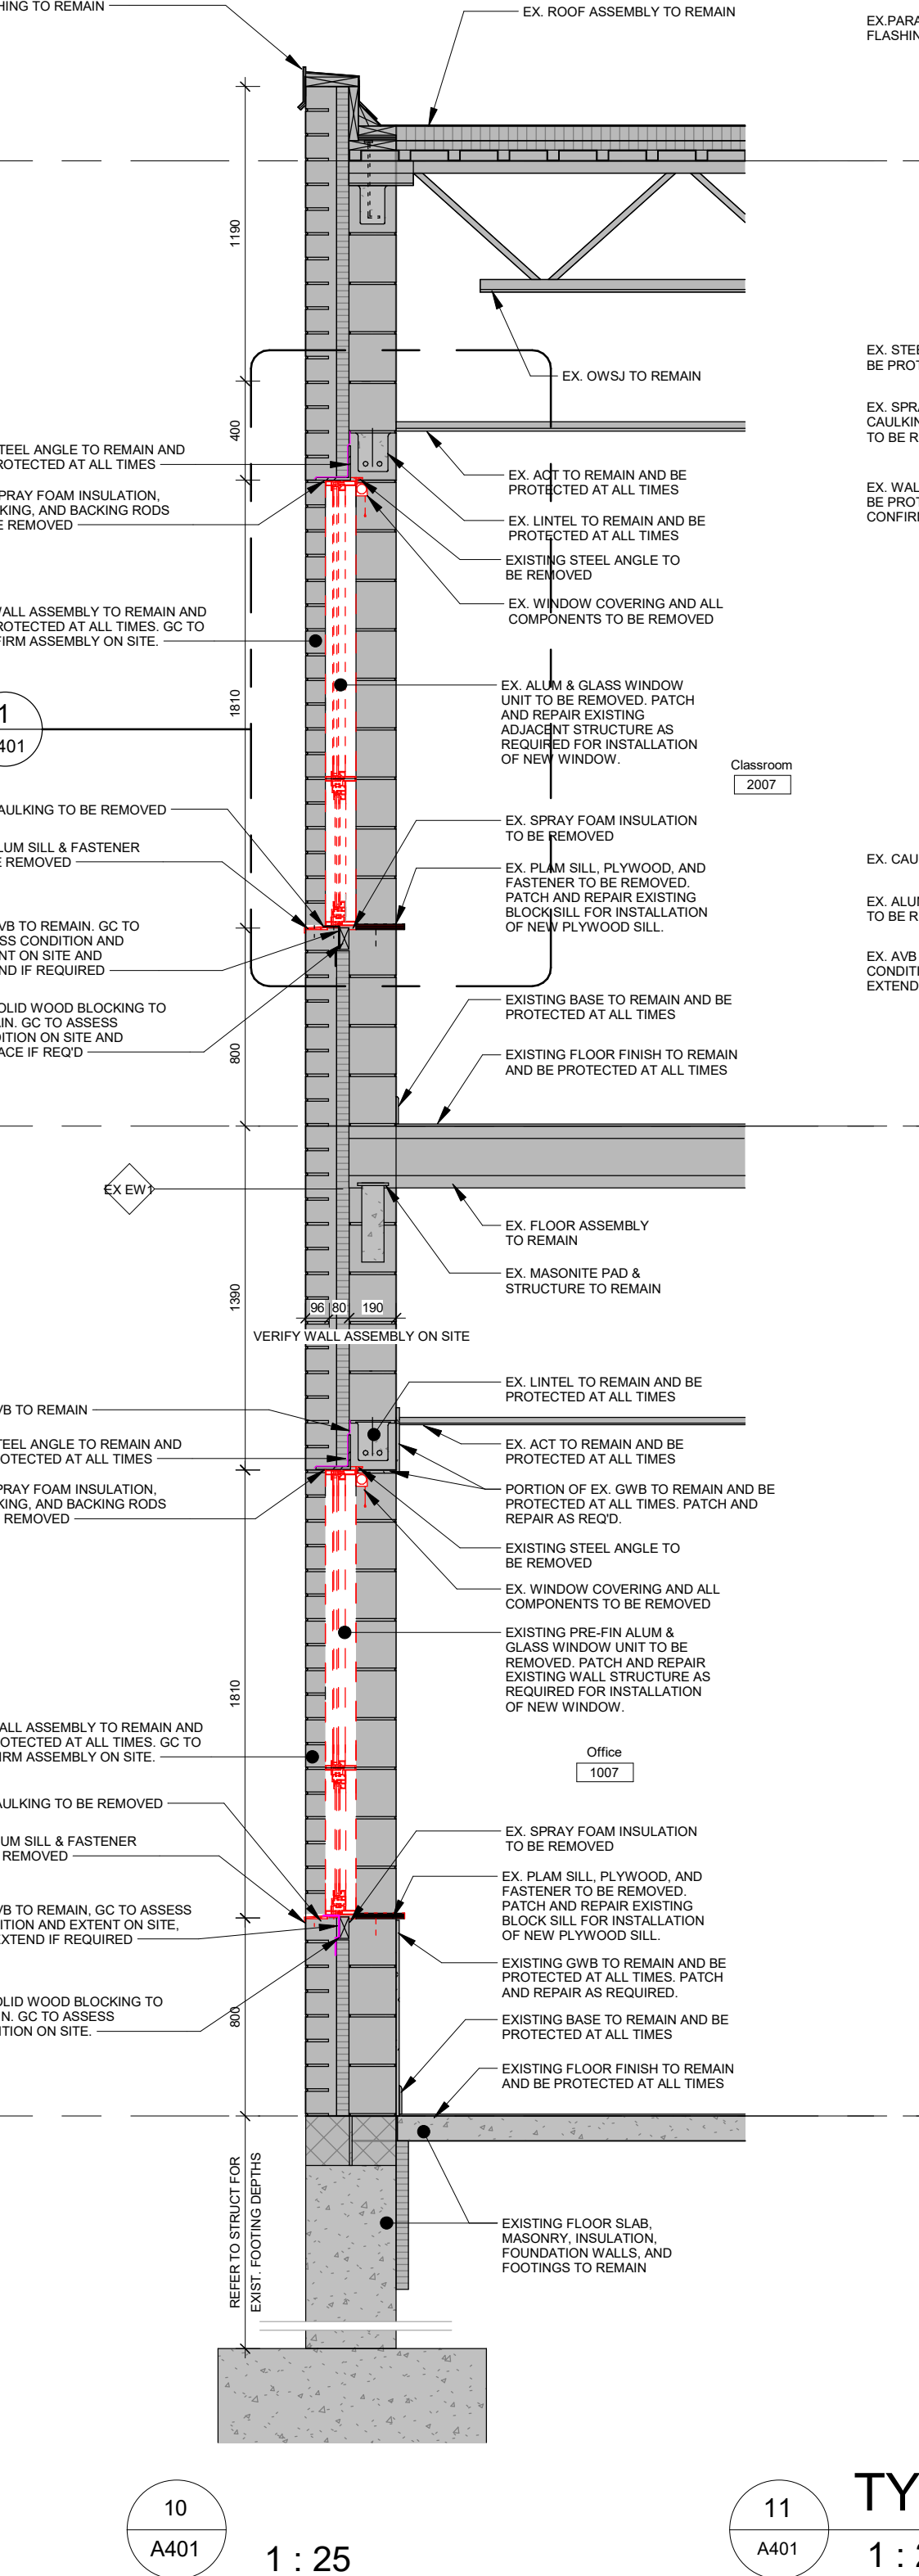 HING TO REMAIN
EX. ROOF ASSEMBLY TO REMAIN
EX.PARA
FLASHIN
1190
EX. OWSJ TO REMAIN
EX. STEE
BE PROT
400
TEEL ANGLE TO REMAIN AND
ROTECTED AT ALL TIMES
EX. ACT TO REMAIN AND BE
PROTECTED AT ALL TIMES
EX. SPRA
CAULKIN
TO BE R
PRAY FOAM INSULATION,
KING, AND BACKING RODS
E REMOVED
EX. LINTEL TO REMAIN AND BE
PROTECTED AT ALL TIMES
EX. WAL
BE PROT
CONFIRM
EXISTING STEEL ANGLE TO
BE REMOVED
EX. WINDOW COVERING AND ALL
COMPONENTS TO BE REMOVED
WALL ASSEMBLY TO REMAIN AND
ROTECTED AT ALL TIMES. GC TO
FIRM ASSEMBLY ON SITE.
1810
EX. ALUM & GLASS WINDOW
UNIT TO BE REMOVED. PATCH
AND REPAIR EXISTING
ADJACENT STRUCTURE AS
REQUIRED FOR INSTALLATION
OF NEW WINDOW.
1
401
Classroom
2007
AULKING TO BE REMOVED
EX. SPRAY FOAM INSULATION
TO BE REMOVED
LUM SILL & FASTENER
E REMOVED
EX. PLAM SILL, PLYWOOD, AND
FASTENER TO BE REMOVED.
PATCH AND REPAIR EXISTING
BLOCK SILL FOR INSTALLATION
OF NEW PLYWOOD SILL.
EX. CAU
EX. ALUM
TO BE R
VB TO REMAIN. GC TO
SS CONDITION AND
NT ON SITE AND
ND IF REQUIRED
EX. AVB
CONDITI
EXTEND
OLID WOOD BLOCKING TO
IN. GC TO ASSESS
DITION ON SITE AND
ACE IF REQ'D
EXISTING BASE TO REMAIN AND BE
PROTECTED AT ALL TIMES
800
EXISTING FLOOR FINISH TO REMAIN
AND BE PROTECTED AT ALL TIMES
EX EW1
EX. FLOOR ASSEMBLY
TO REMAIN
EX. MASONITE PAD &
STRUCTURE TO REMAIN
1390
96 80 190
VERIFY WALL ASSEMBLY ON SITE
EX. LINTEL TO REMAIN AND BE
PROTECTED AT ALL TIMES
VB TO REMAIN
TEEL ANGLE TO REMAIN AND
ROTECTED AT ALL TIMES
EX. ACT TO REMAIN AND BE
PROTECTED AT ALL TIMES
PRAY FOAM INSULATION,
KING, AND BACKING RODS
REMOVED
PORTION OF EX. GWB TO REMAIN AND BE
PROTECTED AT ALL TIMES. PATCH AND
REPAIR AS REQ'D.
EXISTING STEEL ANGLE TO
BE REMOVED
EX. WINDOW COVERING AND ALL
COMPONENTS TO BE REMOVED
EXISTING PRE-FIN ALUM &
GLASS WINDOW UNIT TO BE
REMOVED. PATCH AND REPAIR
EXISTING WALL STRUCTURE AS
REQUIRED FOR INSTALLATION
OF NEW WINDOW.
1810
ALL ASSEMBLY TO REMAIN AND
OTECTED AT ALL TIMES. GC TO
IRM ASSEMBLY ON SITE.
Office
1007
AULKING TO BE REMOVED
UM SILL & FASTENER
REMOVED
EX. SPRAY FOAM INSULATION
TO BE REMOVED
EX. PLAM SILL, PLYWOOD, AND
FASTENER TO BE REMOVED.
PATCH AND REPAIR EXISTING
BLOCK SILL FOR INSTALLATION
OF NEW PLYWOOD SILL.
VB TO REMAIN, GC TO ASSESS
DITION AND EXTENT ON SITE,
EXTEND IF REQUIRED
EXISTING GWB TO REMAIN AND BE
PROTECTED AT ALL TIMES. PATCH
AND REPAIR AS REQUIRED.
OLID WOOD BLOCKING TO
N. GC TO ASSESS
ITION ON SITE.
800
EXISTING BASE TO REMAIN AND BE
PROTECTED AT ALL TIMES
EXISTING FLOOR FINISH TO REMAIN
AND BE PROTECTED AT ALL TIMES
REFER TO STRUCT FOR
EXIST. FOOTING DEPTHS
EXISTING FLOOR SLAB,
MASONRY, INSULATION,
FOUNDATION WALLS, AND
FOOTINGS TO REMAIN
10
A401
1 : 25
11
A401
TY
1 : 2